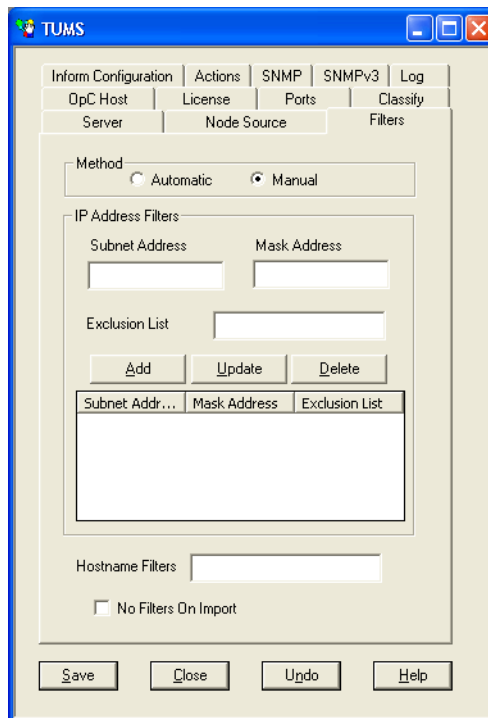 TUMS
Inform Configuration Actions SNMP SNMPv3 Log
OpC Host License Ports Classify
Server Node Source Filters
Method
Automatic Manual
IP Address Filters
Subnet Address Mask Address
Exclusion List
Add Update Delete
Subnet Addr... Mask Address Exclusion List
Hostname Filters
No Filters On Import
Save Close Undo Help